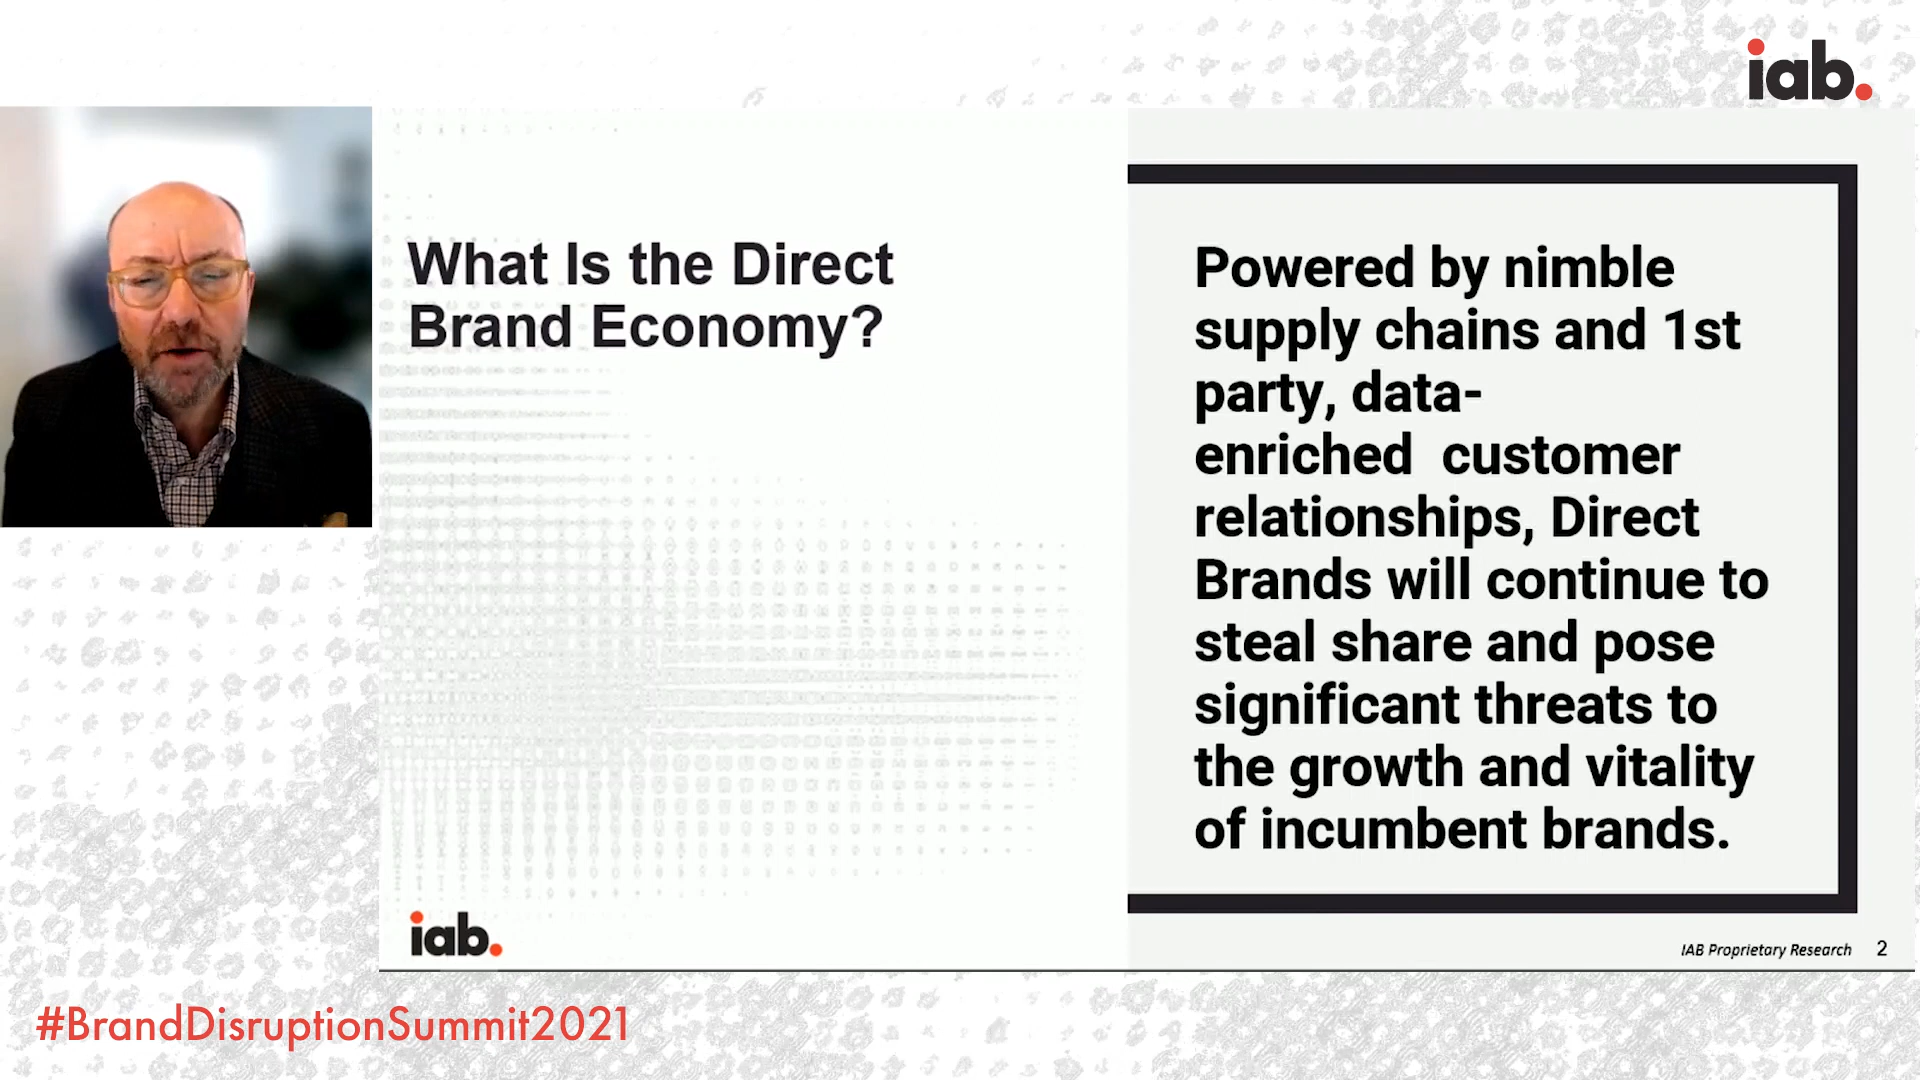 iab.
What Is the Direct
Brand Economy?
Powered by nimble
supply chains and 1st
party, data-
enriched  customer
relationships, Direct
Brands will continue to
steal share and pose
significant threats to
the growth and vitality
of incumbent brands.
iab.
IAB Proprietary Research 2
#BrandDisruptionSummit2021